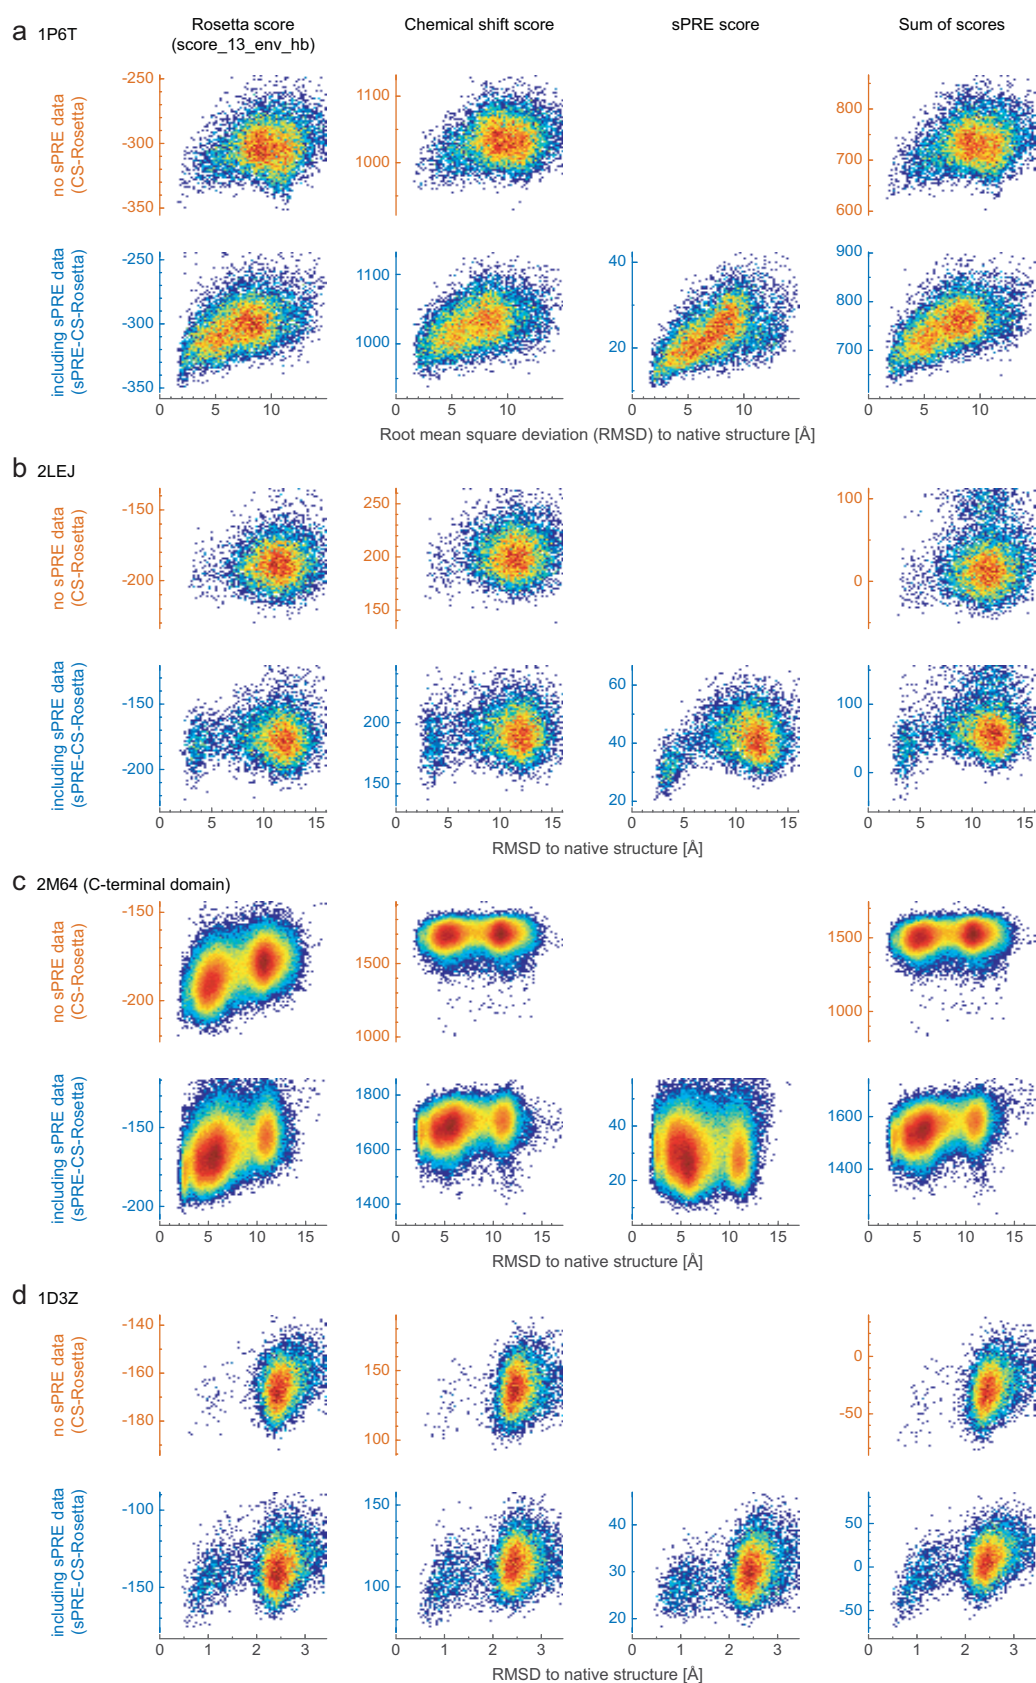 a 1P6T
Rosetta score
(score_13_env_hb)
Chemical shift score
sPRE score
Sum of scores
no sPRE data
(CS-Rosetta)
-250
-300
-350
1100
1000
800
700
600
including sPRE data
(sPRE-CS-Rosetta)
-250
-300
-350
1100
1000
40
20
900
800
700
0 5 10
0 5 10
0 5 10
0 5 10
Root mean square deviation (RMSD) to native structure [Å]
b 2LEJ
no sPRE data
(CS-Rosetta)
-150
-200
250
200
150
100
0
including sPRE data
(sPRE-CS-Rosetta)
-150
-200
200
150
60
40
20
100
0
0 5 10 15
0 5 10 15
0 5 10 15
0 5 10 15
RMSD to native structure [Å]
c 2M64 (C-terminal domain)
no sPRE data
(CS-Rosetta)
-150
-200
1500
1000
1500
1000
including sPRE data
(sPRE-CS-Rosetta)
-150
-200
1800
1600
1400
40
20
1600
1400
0 5 10 15
0 5 10 15
0 5 10 15
0 5 10 15
RMSD to native structure [Å]
d 1D3Z
no sPRE data
(CS-Rosetta)
-140
-160
-180
150
100
0
-50
including sPRE data
(sPRE-CS-Rosetta)
-100
-150
150
100
40
30
20
50
0
-50
0 1 2 3
0 1 2 3
0 1 2 3
0 1 2 3
RMSD to native structure [Å]